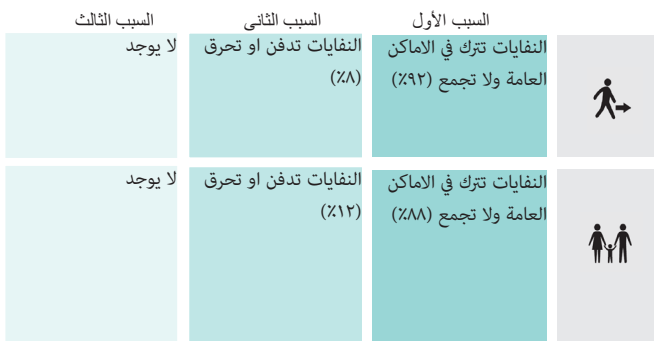 السبب الأول
السبب الثانى
السبب الثالث
النفايات تترك في الاماكن
العامة ولا تجمع (٩٢٪)
النفايات تدفن او تحرق
(٨٪)
لا يوجد
النفايات تترك في الاماكن
العامة ولا تجمع (٨٨٪)
النفايات تدفن او تحرق
(١٢٪)
لا يوجد